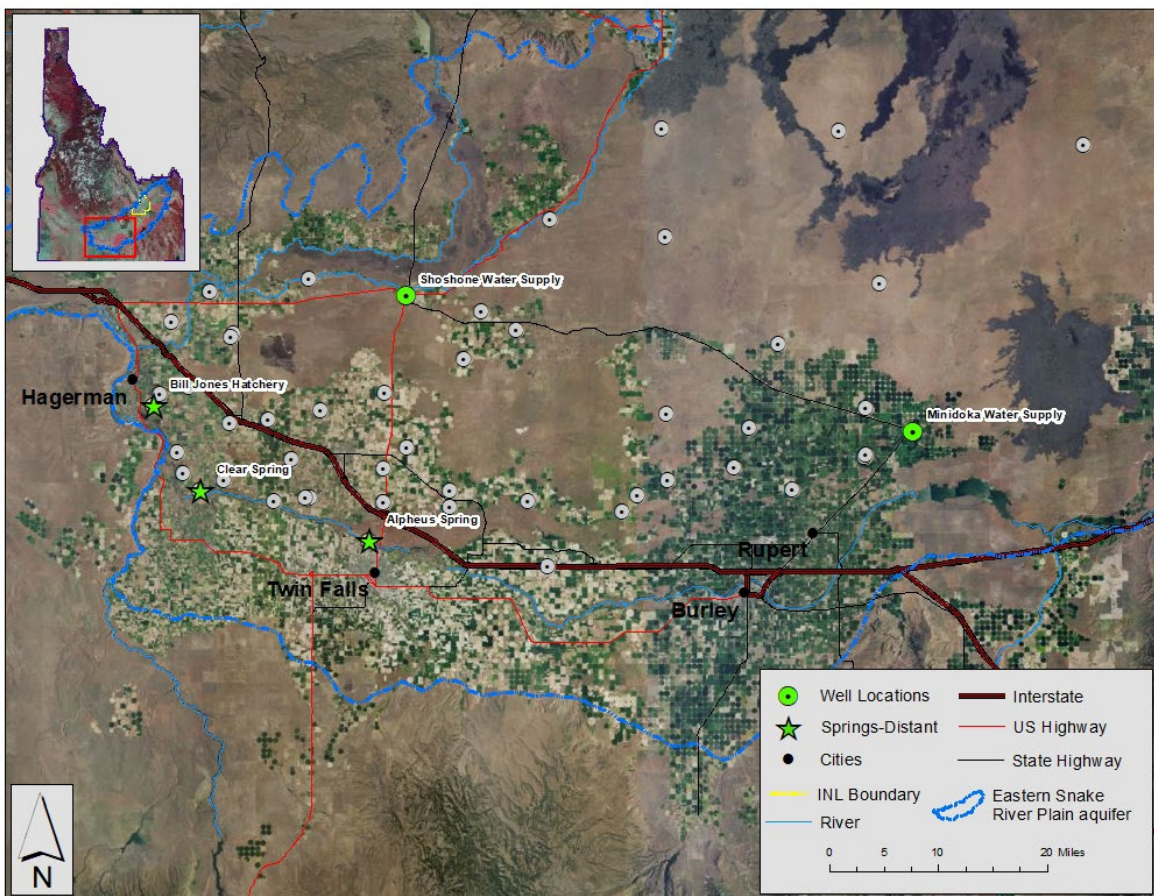 Shoshone Water Supply
Bill Jones Hatchery
Hagerman
Minidoka Water Supply
Clear Spring
Alpheus Spring
Rupert
Twin Falls
Burley
Well Locations
Interstate
Springs-Distant
US Highway
Cities
State Highway
INL Boundary
Eastern Snake
River Plain aquifer
River
0 5 10 20 Miles
N